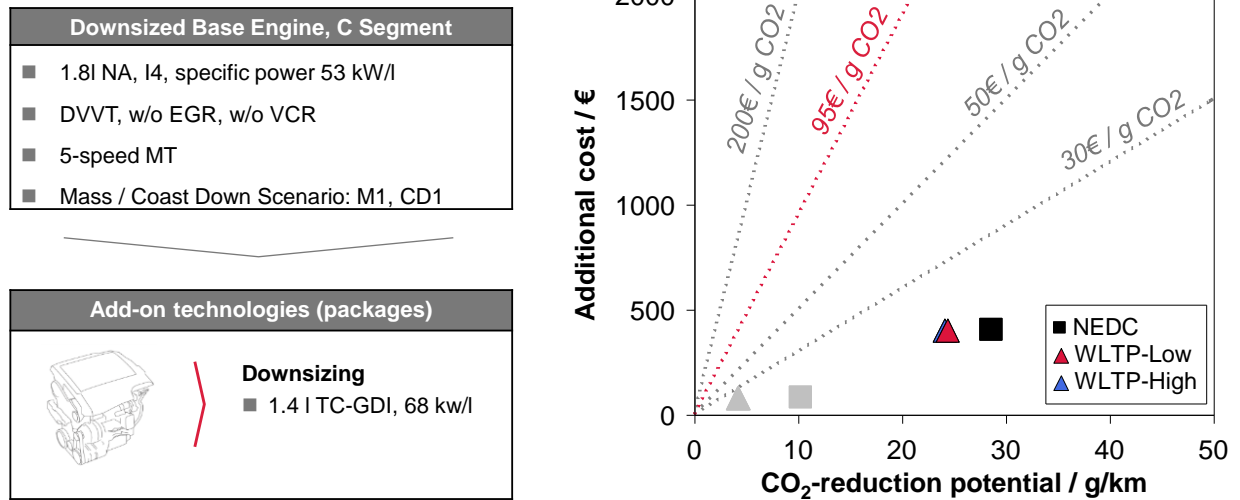 Downsized Base Engine, C Segment
1.8l NA, I4, specific power 53 kW/l
DVVT, w/o EGR, w/o VCR
5-speed MT
Mass / Coast Down Scenario: M1, CD1
Add-on technologies (packages)
Downsizing
1.4 l TC-GDI, 68 kw/l
Additional cost / €
2000
1500
1000
500
0
200€ / g CO2
95€ / g CO2
50€ / g CO2
30€ / g CO2
NEDC
WLTP-Low
WLTP-High
0 10 20 30 40 50
CO₂-reduction potential / g/km